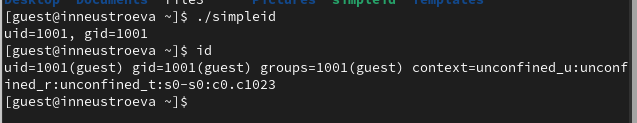 Desktop Documents file3 Pictures simpleid Templates
[guest@inneustroeva ~]$ ./simpleid
uid=1001, gid=1001
[guest@inneustroeva ~]$ id
uid=1001(guest) gid=1001(guest) groups=1001(guest) context=unconfined_u:unconf
ined_r:unconfined_t:s0-s0:c0.c1023
[guest@inneustroeva ~]$